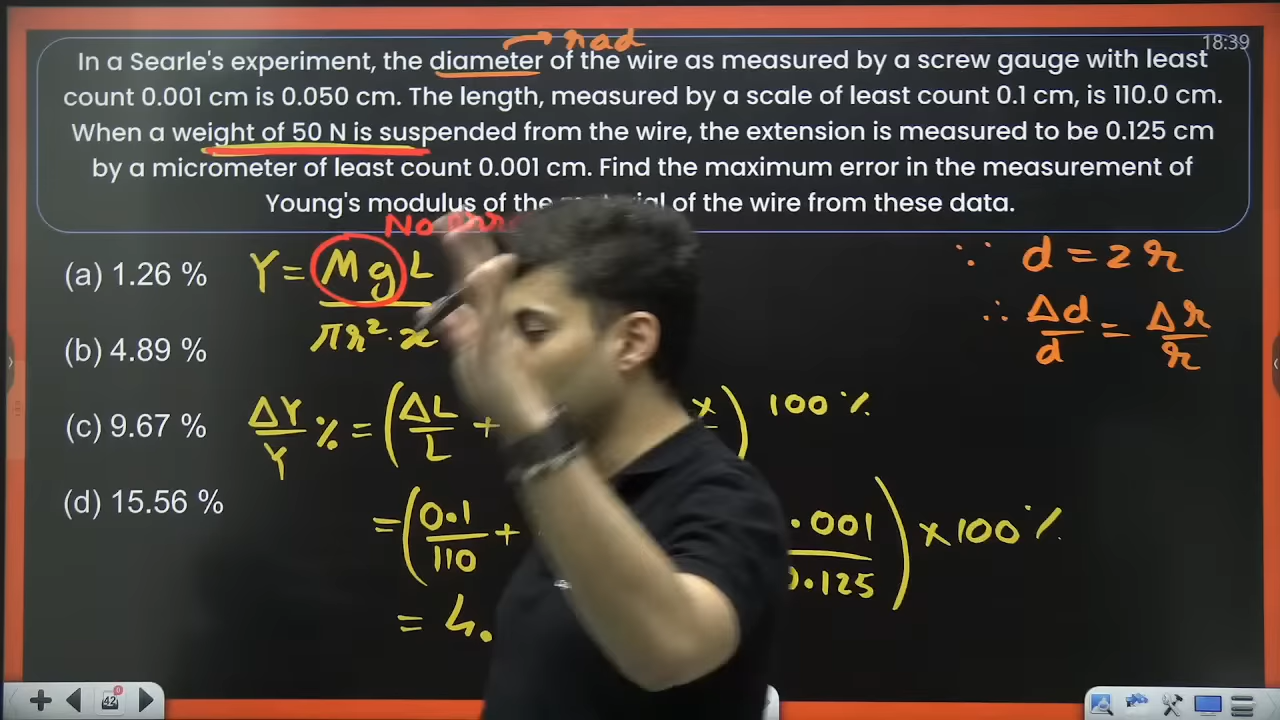 rad
18:39
In a Searle's experiment, the diameter of the wire as measured by a screw gauge with least
count 0.001 cm is 0.050 cm. The length, measured by a scale of least count 0.1 cm, is 110.0 cm.
When a weight of 50 N is suspended from the wire, the extension is measured to be 0.125 cm
by a micrometer of least count 0.001 cm. Find the maximum error in the measurement of
Young's modulus of the of the wire from these data.
No
(a) 1.26 %
Y = MgL / πr²·x
∵ d = 2r
∴ Δd/d = Δr/r
(b) 4.89 %
(c) 9.67 %
ΔY/Y % = (ΔL/L + x) 100 %
(d) 15.56 %
= (0.1/110 + .001/0.125) × 100 %
= 4.
42